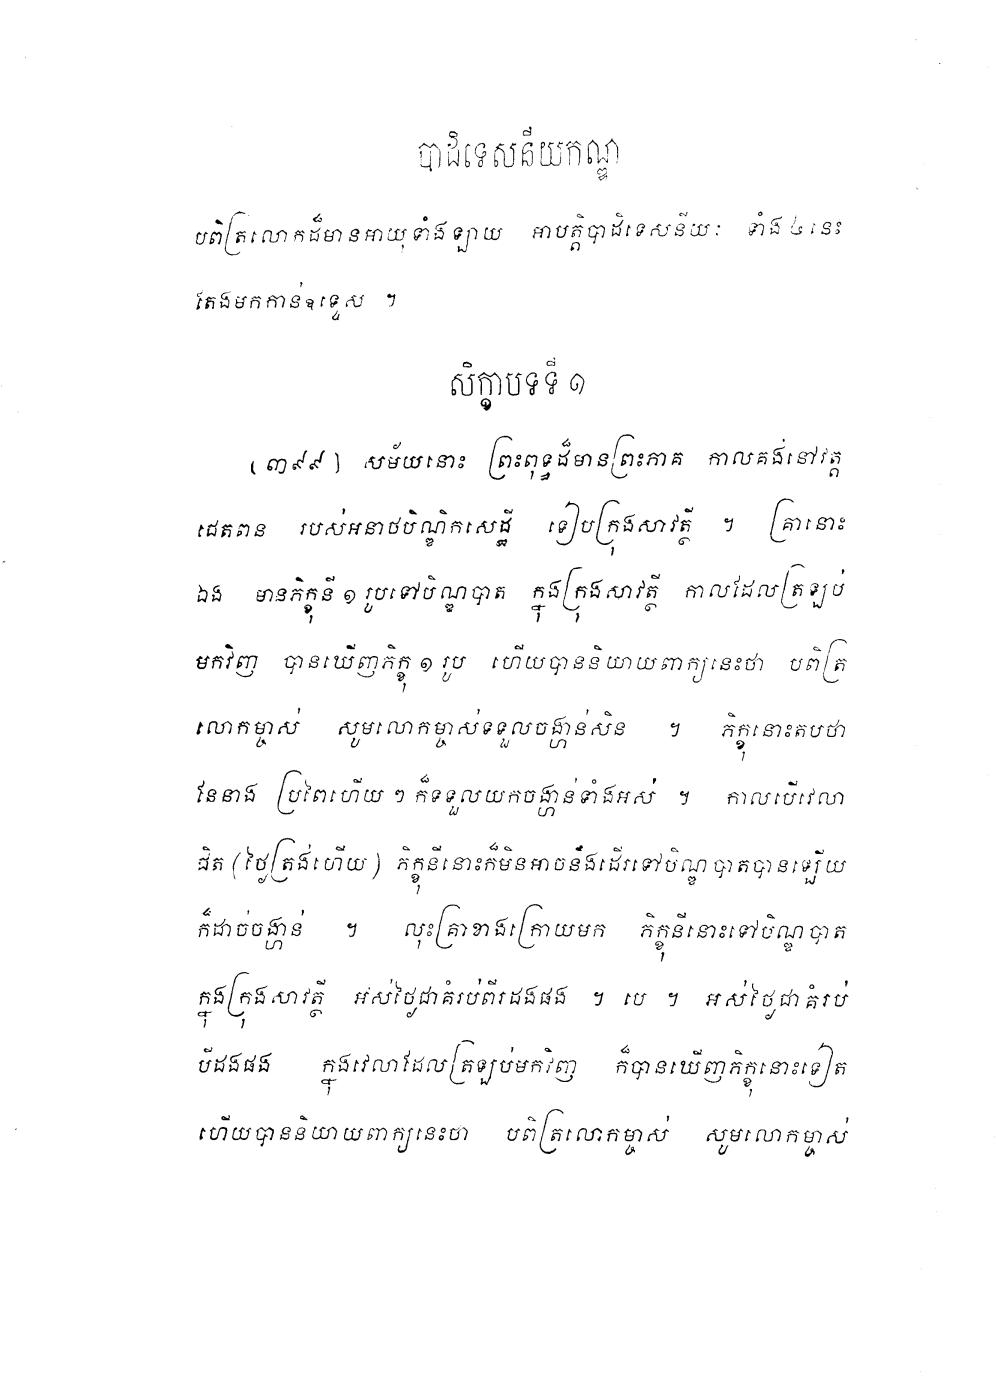 បាដិទេសនីយកណ្ឌ
បពិត្រលោកដ៏មានអាយុទាំងឡាយ អាបត្តិបាដិទេសនីយៈ ទាំង ៤ នេះ
តែងមកកាន់ឧទ្ទេស ។
សិក្ខាបទទី ១
(៣៩៩) សម័យនោះ ព្រះពុទ្ធដ៏មានព្រះភាគ កាលគង់នៅវត្ត
ជេតពន របស់អនាថបិណ្ឌិកសេដ្ឋី ទៀបក្រុងសាវត្ថី ។ គ្រានោះ
ឯង មានភិក្ខុនី ១ រូបទៅបិណ្ឌបាត ក្នុងក្រុងសាវត្ថី កាលដែលត្រឡប់
មកវិញ បានឃើញភិក្ខុ ១ រូប ហើយបាននិយាយពាក្យនេះថា បពិត្រ
លោកម្ចាស់ សូមលោកម្ចាស់ទទួលចង្ហាន់សិន ។ ភិក្ខុនោះតបថា
នែនាង ប្រពៃហើយ ៗ ក៏ទទួលយកចង្ហាន់ទាំងអស់ ។ កាលបើវេលា
ជិត (ថ្ងៃត្រង់ហើយ) ភិក្ខុនីនោះក៏មិនអាចនឹងដើរទៅបិណ្ឌបាតបានឡើយ
ក៏ដាច់ចង្ហាន់ ។ លុះគ្រាខាងក្រោយមក ភិក្ខុនីនោះទៅបិណ្ឌបាត
ក្នុងក្រុងសាវត្ថី អស់ថ្ងៃជាគំរប់ពីរដងផង ។ បេ ។ អស់ថ្ងៃជាគំរប់
បីដងផង ក្នុងវេលាដែលត្រឡប់មកវិញ ក៏បានឃើញភិក្ខុនោះទៀត
ហើយបាននិយាយពាក្យនេះថា បពិត្រលោកម្ចាស់ សូមលោកម្ចាស់